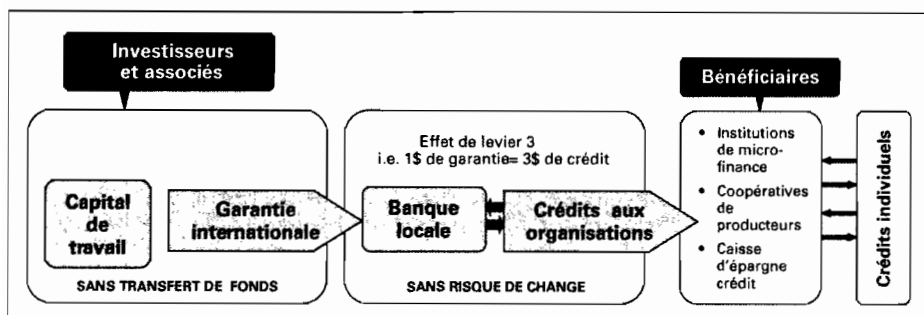 Investisseurs
et associés
Bénéficiaires
Effet de levier 3
i.e. 1$ de garantie= 3$ de crédit
Capital
de
travail
Garantie
internationale
Banque
locale
Crédits aux
organisations
• Institutions
de micro-
finance
• Coopératives
de
producteurs
• Caisse
d'épargne
crédit
Crédits individuels
SANS TRANSFERT DE FONDS
SANS RISQUE DE CHANGE